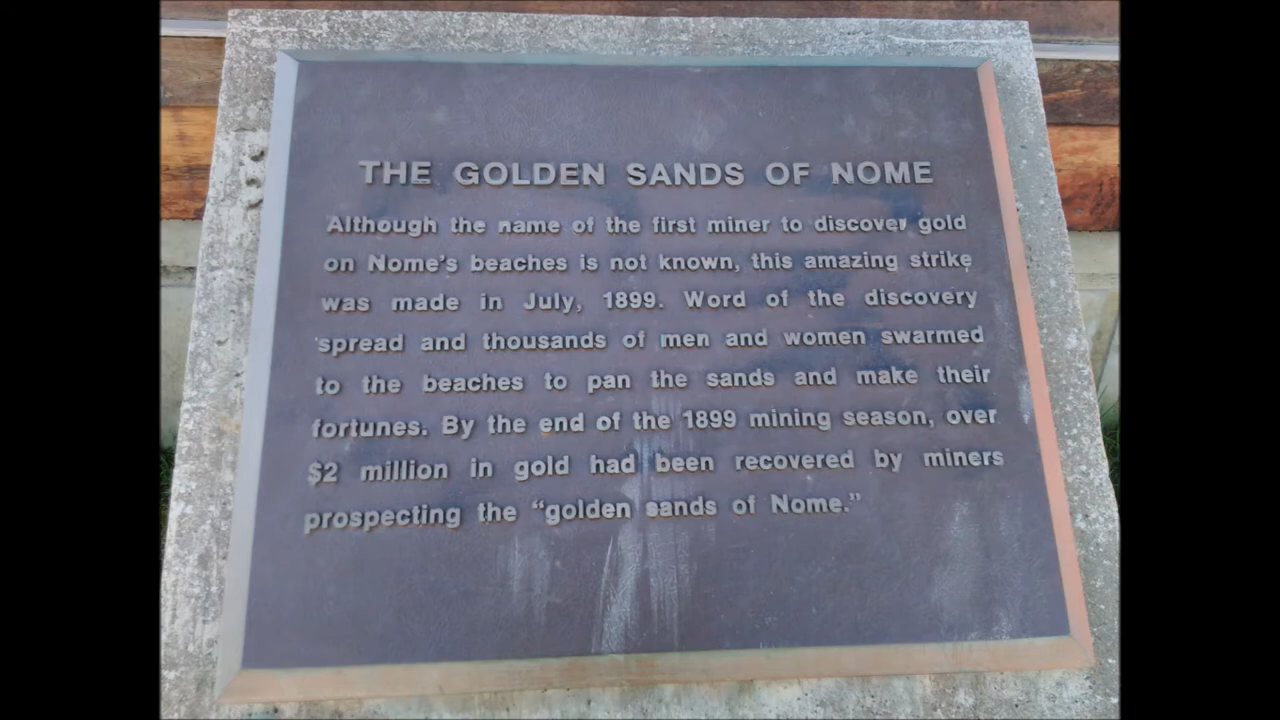 THE GOLDEN SANDS OF NOME
Although the name of the first miner to discover gold
on Nome's beaches is not known, this amazing strike
was made in July, 1899. Word of the discovery
spread and thousands of men and women swarmed
to the beaches to pan the sands and make their
fortunes. By the end of the 1899 mining season, over
$2 million in gold had been recovered by miners
prospecting the “golden sands of Nome.”